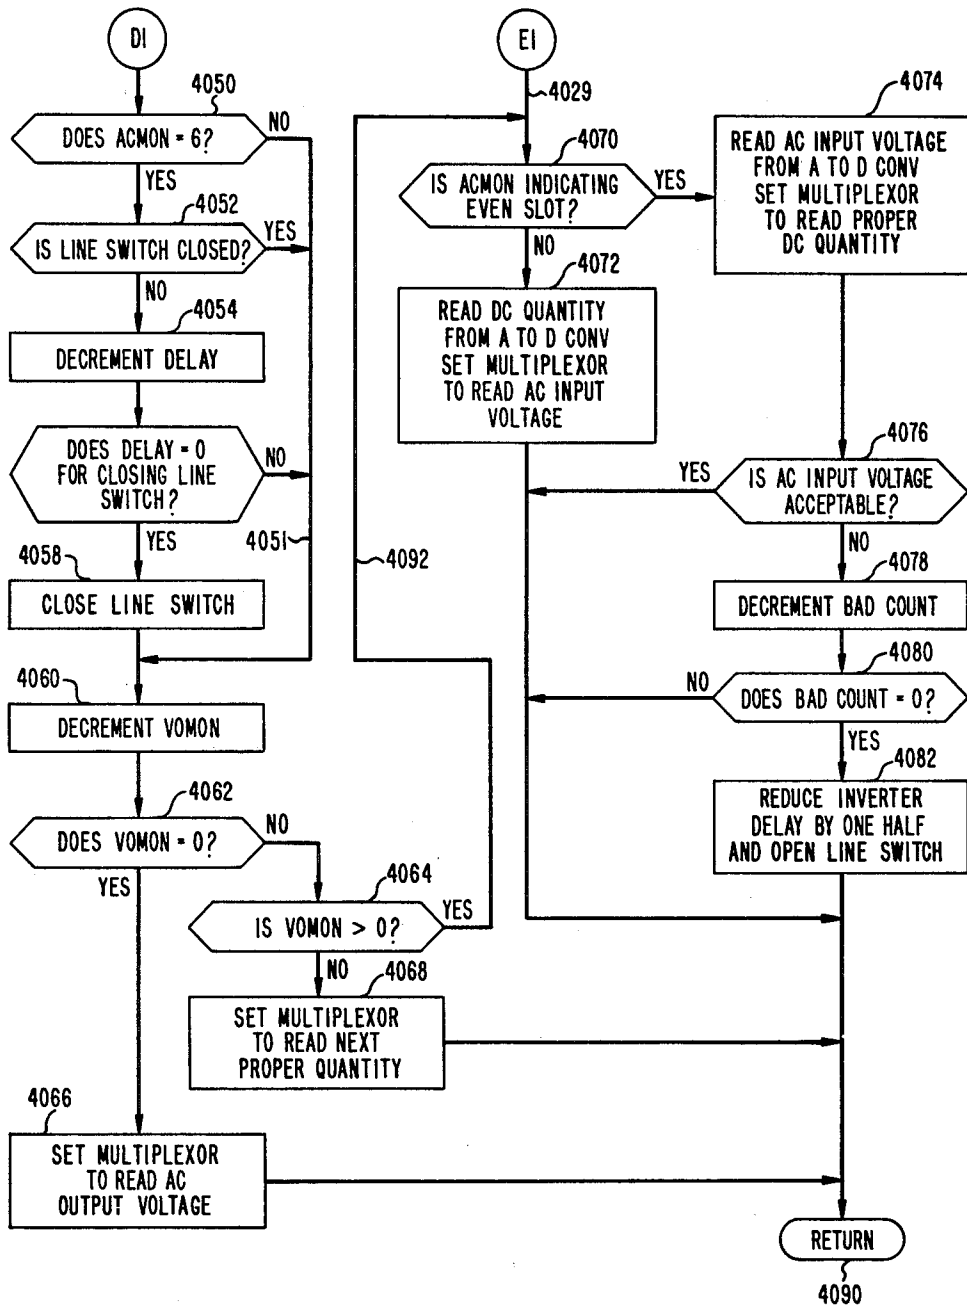 D1
4050
DOES ACMON = 6?
NO
YES
4052
IS LINE SWITCH CLOSED?
YES
NO
4054
DECREMENT DELAY
DOES DELAY = 0
FOR CLOSING LINE
SWITCH?
NO
YES
4051
4058
CLOSE LINE SWITCH
4060
DECREMENT VOMON
4062
DOES VOMON = 0?
NO
YES
4064
IS VOMON > 0?
YES
NO
4068
SET MULTIPLEXOR
TO READ NEXT
PROPER QUANTITY
4066
SET MULTIPLEXOR
TO READ AC
OUTPUT VOLTAGE
E1
4029
4070
IS ACMON INDICATING
EVEN SLOT?
YES
NO
4072
READ DC QUANTITY
FROM A TO D CONV
SET MULTIPLEXOR
TO READ AC INPUT
VOLTAGE
4092
4074
READ AC INPUT VOLTAGE
FROM A TO D CONV
SET MULTIPLEXOR
TO READ PROPER
DC QUANTITY
4076
IS AC INPUT VOLTAGE
ACCEPTABLE?
YES
NO
4078
DECREMENT BAD COUNT
4080
DOES BAD COUNT = 0?
NO
YES
4082
REDUCE INVERTER
DELAY BY ONE HALF
AND OPEN LINE SWITCH
RETURN
4090